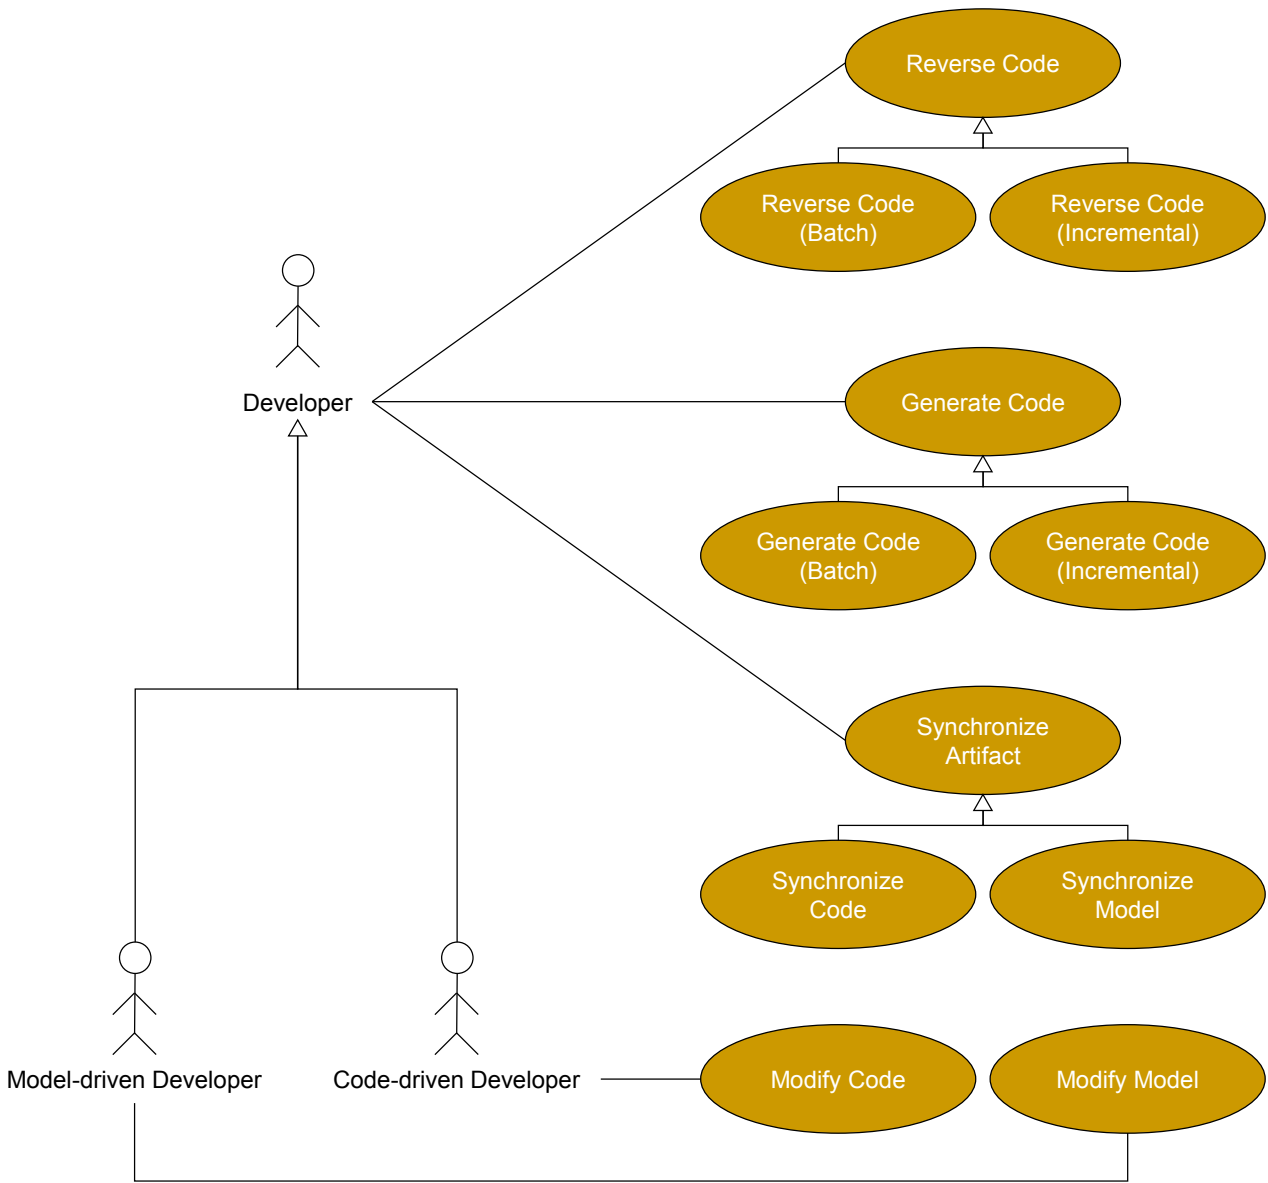 Reverse Code
Reverse Code
(Batch)
Reverse Code
(Incremental)
Developer
Generate Code
Generate Code
(Batch)
Generate Code
(Incremental)
Synchronize
Artifact
Synchronize
Code
Synchronize
Model
Model-driven Developer
Code-driven Developer
Modify Code
Modify Model